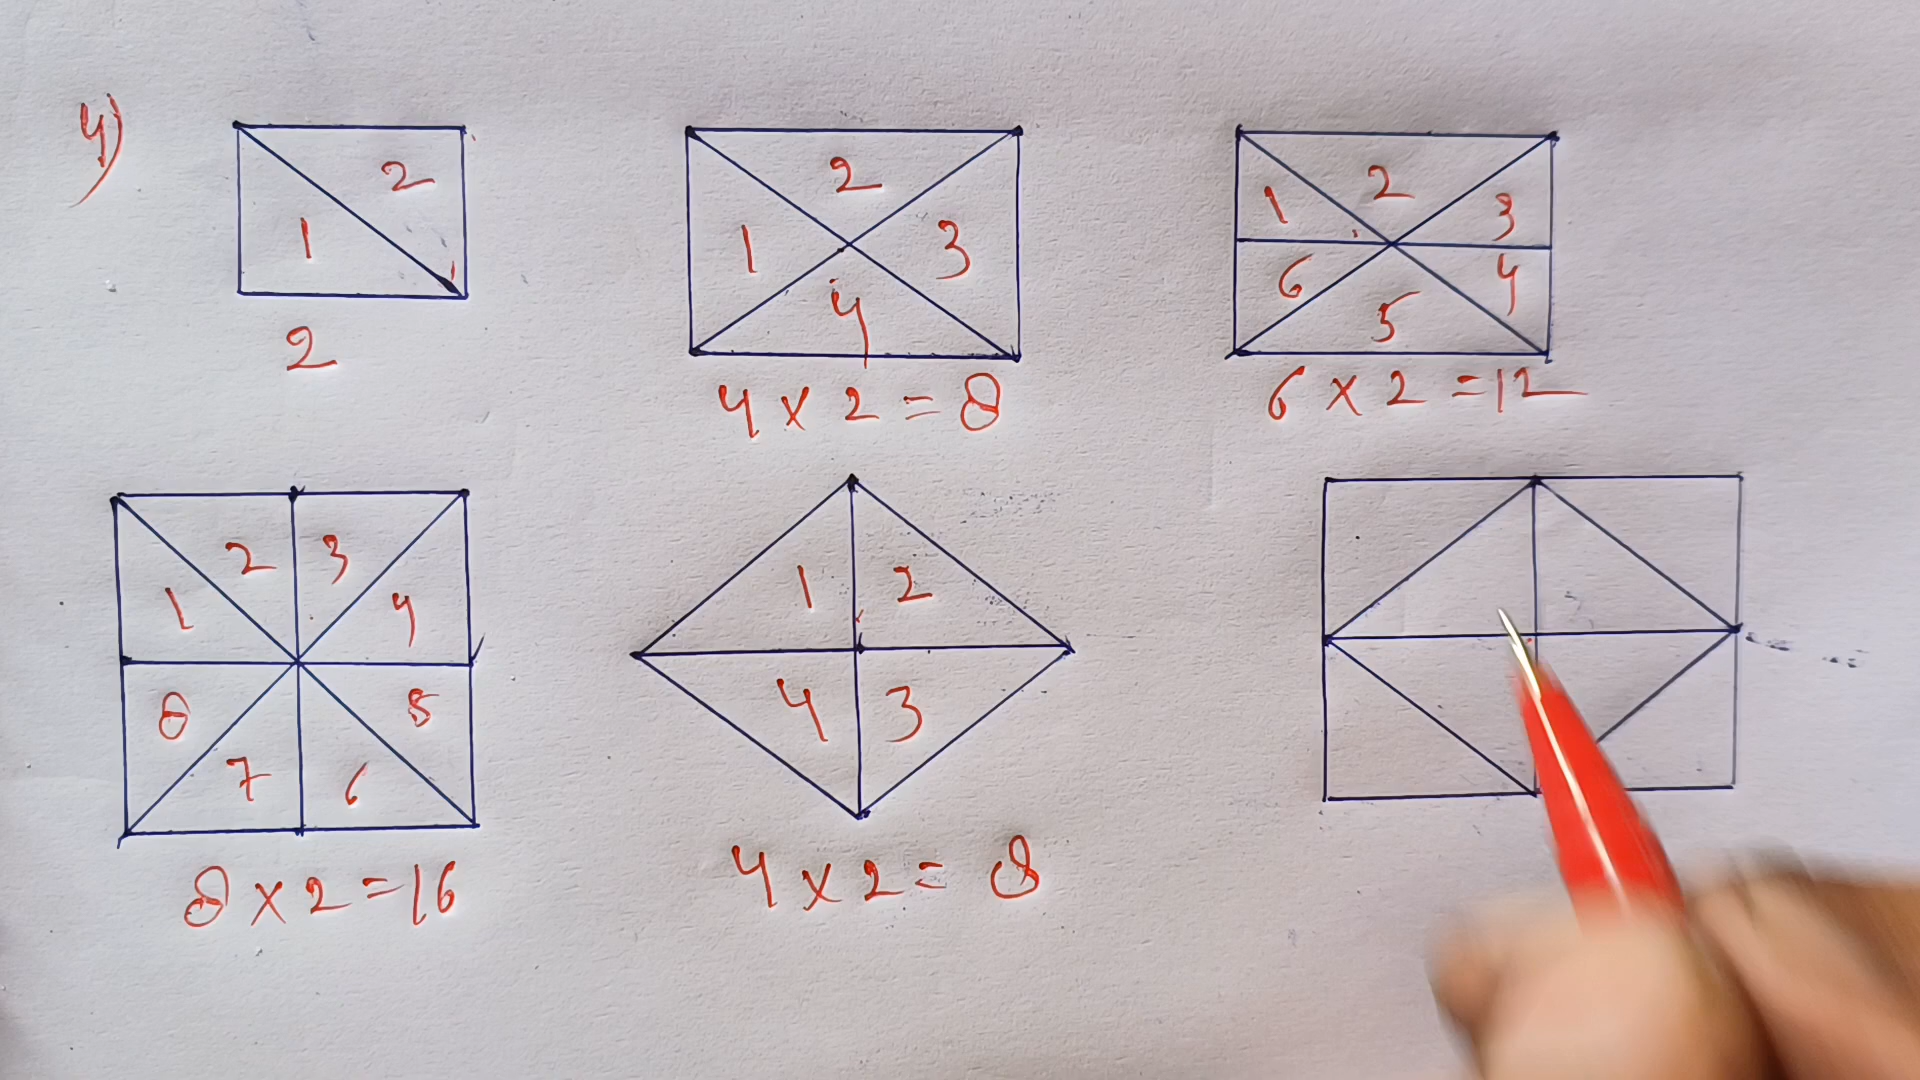 4)
1 2
2
1 2 3 4
4 x 2 = 8
1 2 3
6 5 4
6 x 2 = 12
1 2 3 4
8 7 6 5
8 x 2 = 16
1 2
4 3
4 x 2 = 8